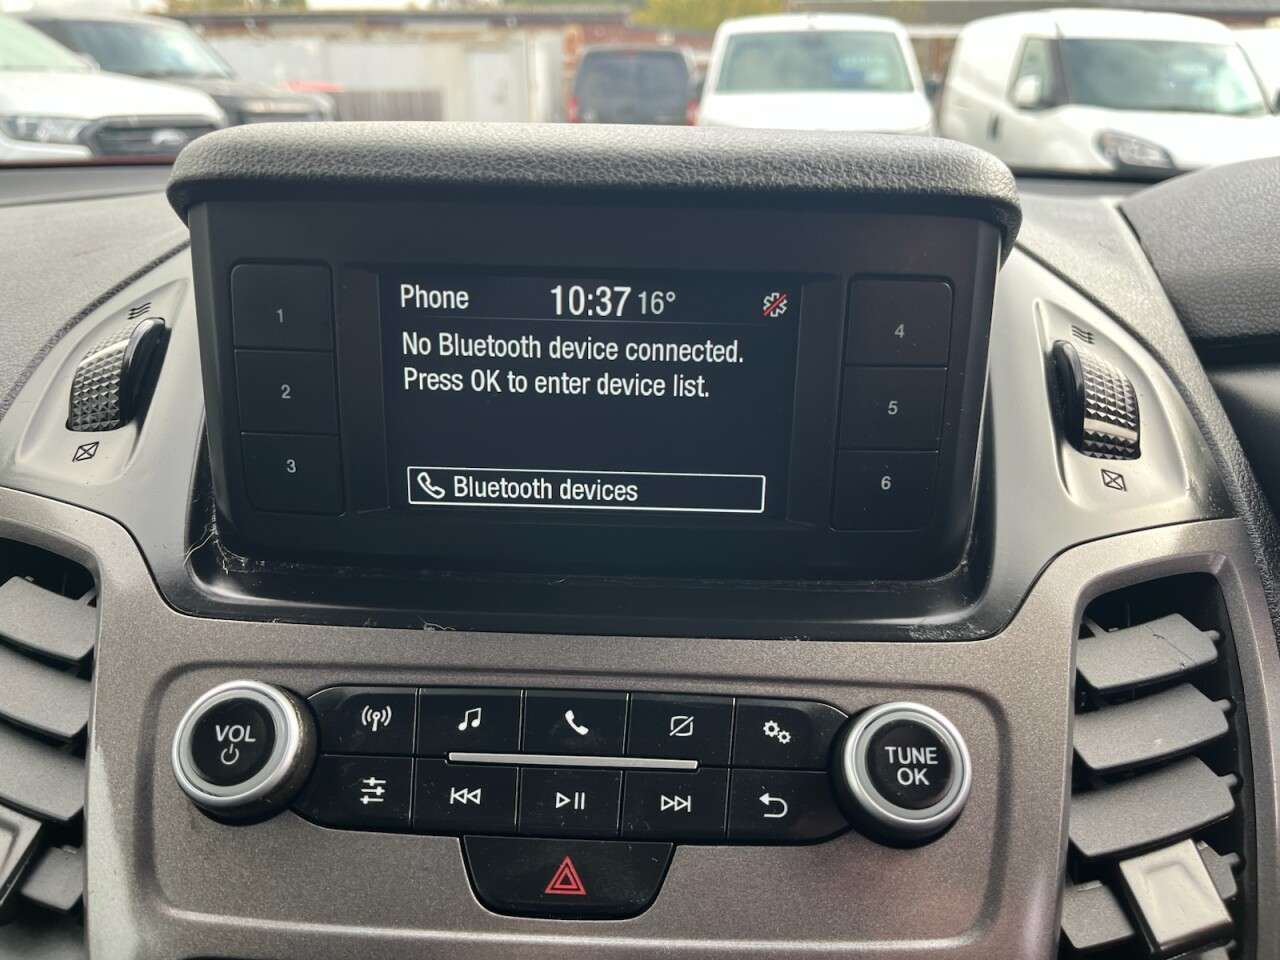 Phone 10:37 16°
No Bluetooth device connected.
Press OK to enter device list.
Bluetooth devices
1
2
3
4
5
6
VOL
TUNE
OK